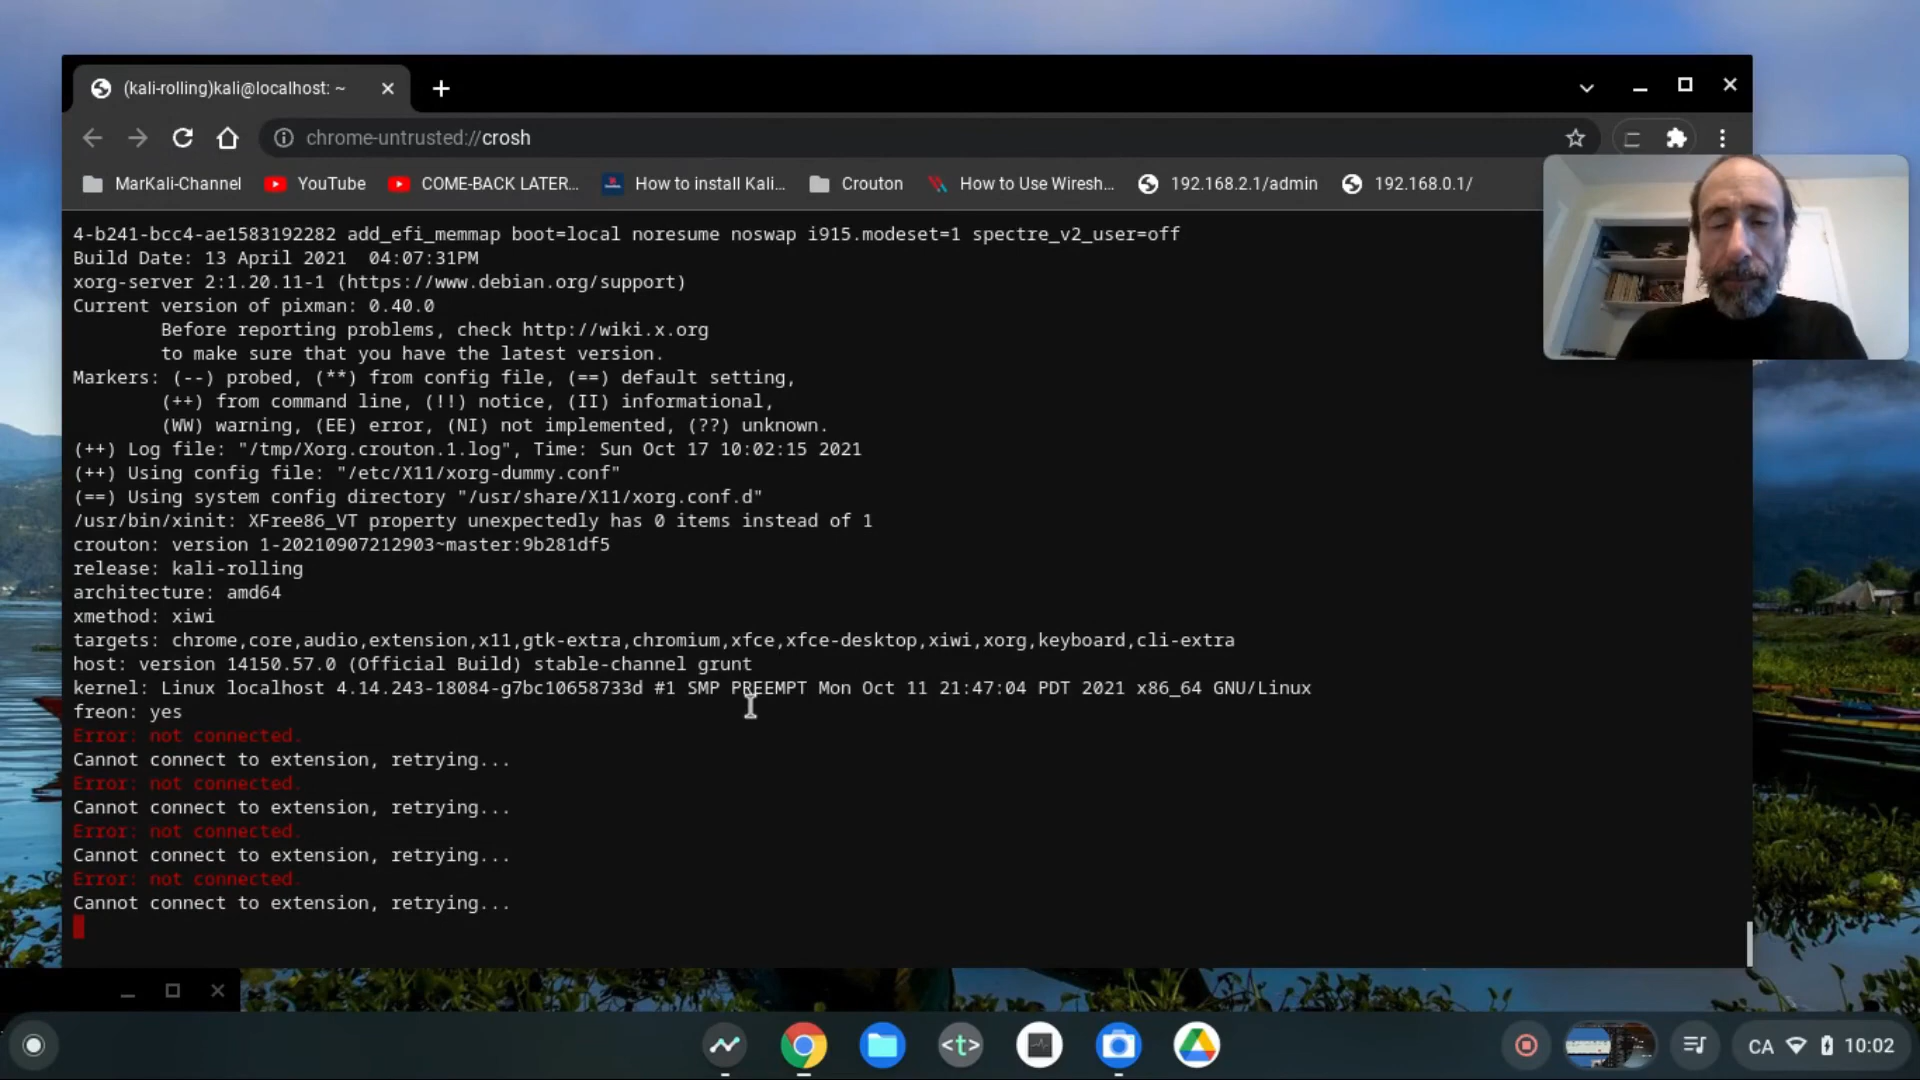 (kali-rolling)kali@localhost: ~
chrome-untrusted://crosh
MarKali-Channel
YouTube
COME-BACK LATER...
How to install Kali...
Crouton
How to Use Wiresh...
192.168.2.1/admin
192.168.0.1/
4-b241-bcc4-ae1583192282 add_efi_memmap boot=local noresume noswap i915.modeset=1 spectre_v2_user=off
Build Date: 13 April 2021  04:07:31PM
xorg-server 2:1.20.11-1 (https://www.debian.org/support)
Current version of pixman: 0.40.0
Before reporting problems, check http://wiki.x.org
to make sure that you have the latest version.
Markers: (--) probed, (**) from config file, (==) default setting,
(++) from command line, (!!) notice, (II) informational,
(WW) warning, (EE) error, (NI) not implemented, (??) unknown.
(++) Log file: "/tmp/Xorg.crouton.1.log", Time: Sun Oct 17 10:02:15 2021
(++) Using config file: "/etc/X11/xorg-dummy.conf"
(==) Using system config directory "/usr/share/X11/xorg.conf.d"
/usr/bin/xinit: XFree86_VT property unexpectedly has 0 items instead of 1
crouton: version 1-20210907212903~master:9b281df5
release: kali-rolling
architecture: amd64
xmethod: xiwi
targets: chrome,core,audio,extension,x11,gtk-extra,chromium,xfce,xfce-desktop,xiwi,xorg,keyboard,cli-extra
host: version 14150.57.0 (Official Build) stable-channel grunt
kernel: Linux localhost 4.14.243-18084-g7bc10658733d #1 SMP PREEMPT Mon Oct 11 21:47:04 PDT 2021 x86_64 GNU/Linux
freon: yes
Error: not connected.
Cannot connect to extension, retrying...
Error: not connected.
Cannot connect to extension, retrying...
Error: not connected.
Cannot connect to extension, retrying...
Error: not connected.
Cannot connect to extension, retrying...
<t>
CA
10:02